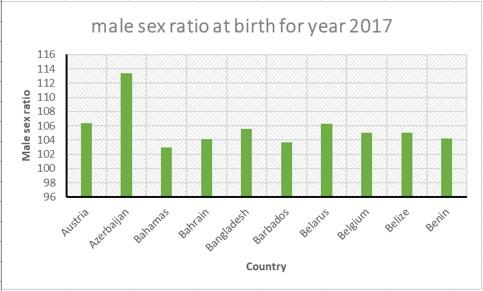 male sex ratio at birth for year 2017
Male sex ratio
116
114
112
110
108
106
104
102
100
98
96
Austria
Azerbaijan
Bahamas
Bahrain
Bangladesh
Barbados
Belarus
Belgium
Belize
Benin
Country